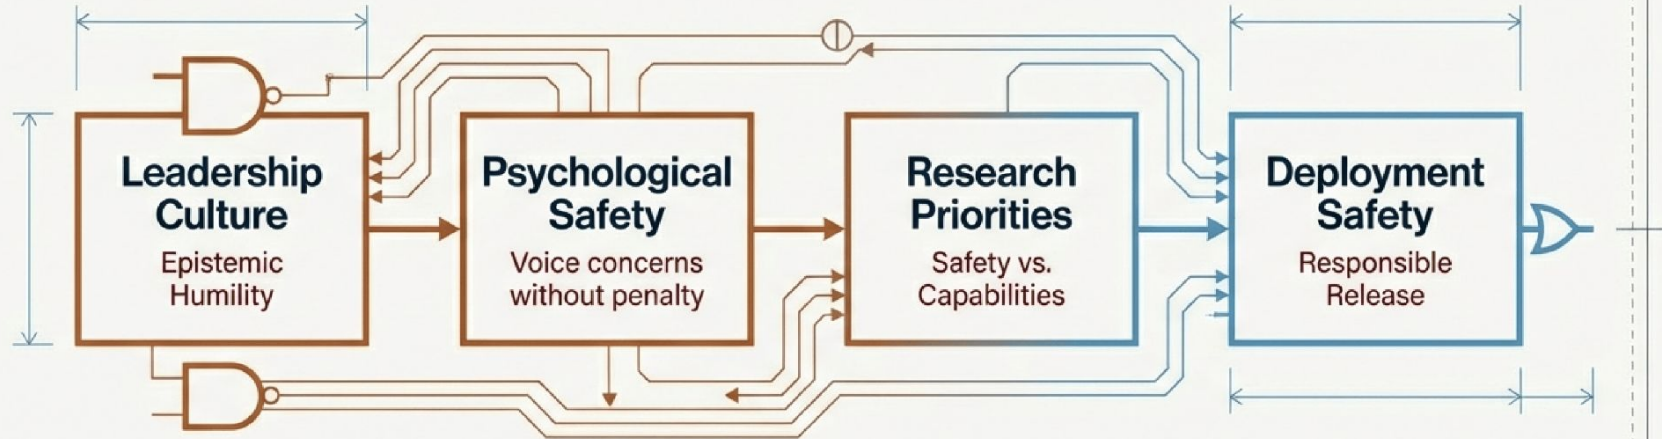 Leadership
Culture
Epistemic
Humility
Psychological
Safety
Voice concerns
without penalty
Research
Priorities
Safety vs.
Capabilities
Deployment
Safety
Responsible
Release